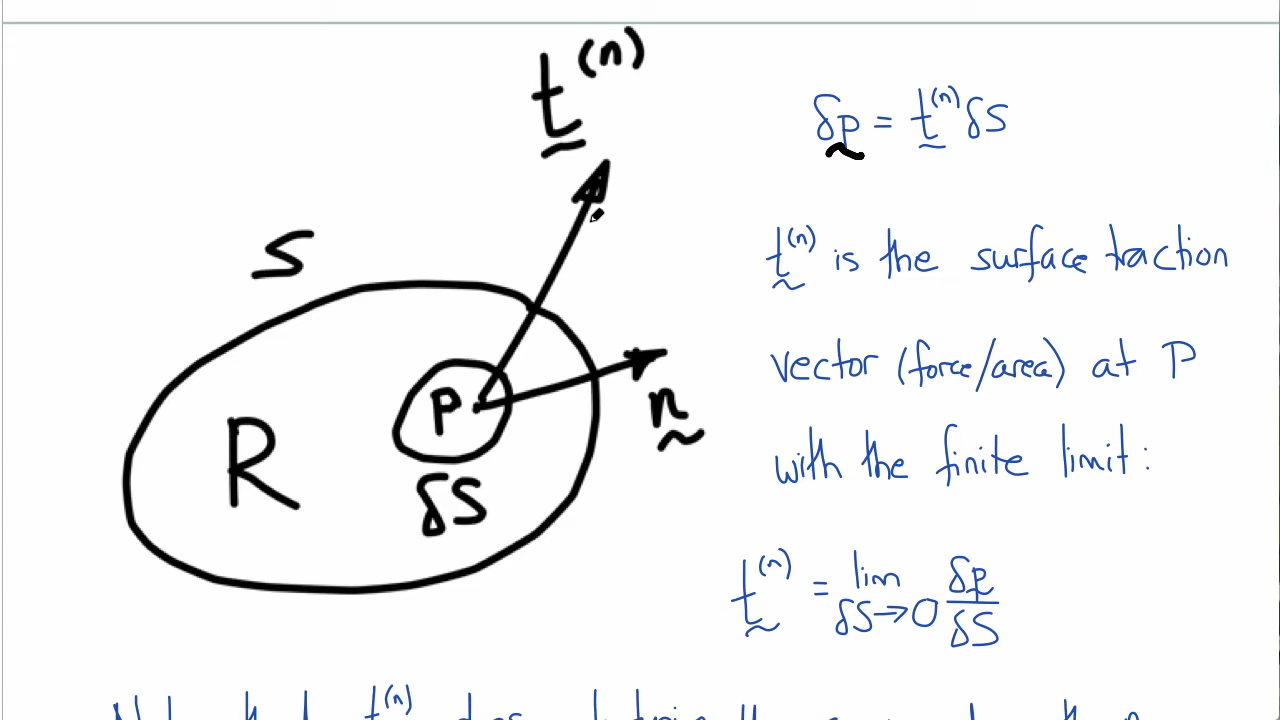 t^(n)
δp = t^(n) δS
S
t^(n) is the surface traction
n
vector (force/area) at P
P
R
with the finite limit:
δS
t^(n) = lim δS→0 δp/δS
t^(n)